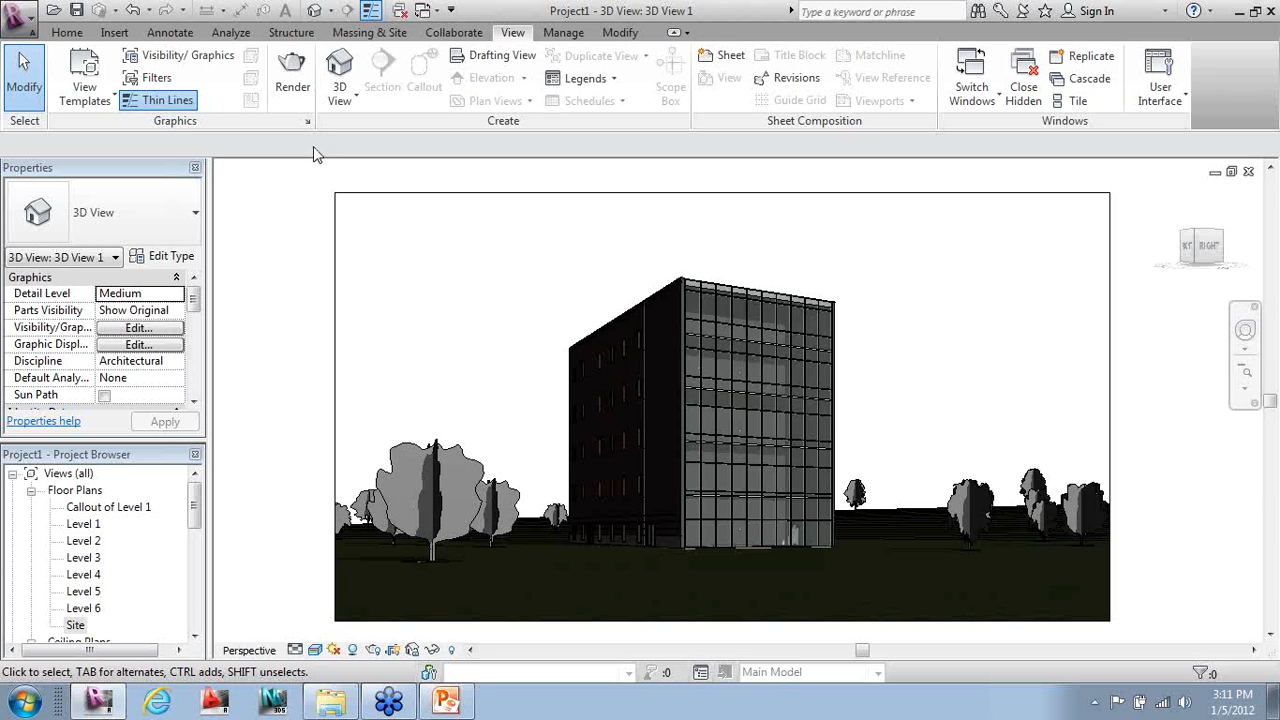 Project1 - 3D View: 3D View 1
Type a keyword or phrase
Sign In
Home Insert Annotate Analyze Structure Massing & Site Collaborate View Manage Modify
Modify
View Templates
Visibility/ Graphics
Filters
Thin Lines
Render
3D View
Section
Callout
Drafting View
Elevation
Plan Views
Duplicate View
Legends
Schedules
Scope Box
Sheet
View
Title Block
Revisions
Guide Grid
Matchline
View Reference
Viewports
Switch Windows
Close Hidden
Replicate
Cascade
Tile
User Interface
Select Graphics Create Sheet Composition Windows
Properties
3D View
3D View: 3D View 1 Edit Type
Graphics
Detail Level Medium
Parts Visibility Show Original
Visibility/Grap... Edit...
Graphic Displ... Edit...
Discipline Architectural
Default Analy... None
Sun Path
Properties help Apply
Project1 - Project Browser
Views (all)
Floor Plans
Callout of Level 1
Level 1
Level 2
Level 3
Level 4
Level 5
Level 6
Site
RIGHT
Perspective
Click to select, TAB for alternates, CTRL adds, SHIFT unselects.
:0
Main Model
:0
3:11 PM
1/5/2012